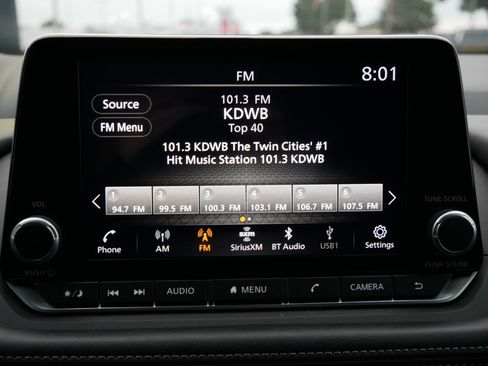 FM
8:01
Source
101.3 FM
KDWB
FM Menu
Top 40
101.3 KDWB The Twin Cities' #1
Hit Music Station 101.3 KDWB
1 2 3 4 5 6
94.7 FM 99.5 FM 100.3 FM 103.1 FM 106.7 FM 107.5 FM
sxm
Phone AM FM SiriusXM BT Audio USB1 Settings
VOL
TUNE·SCROLL
PUSH
PUSH SOUND
AUDIO MENU CAMERA